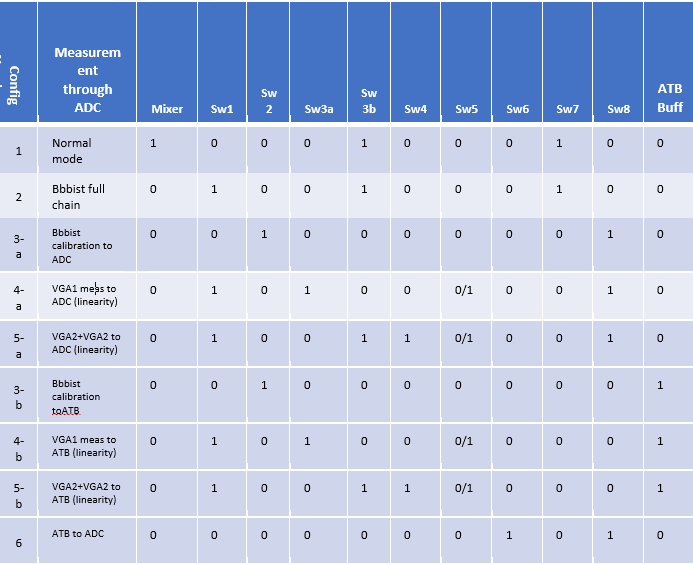 Config
Measurem
ent
through
ADC
Mixer
Sw1
Sw
2
Sw3a
Sw
3b
Sw4
Sw5
Sw6
Sw7
Sw8
ATB
Buff
1 Normal mode 1 0 0 0 1 0 0 0 1 0 0
2 Bbbist full chain 0 1 0 0 1 0 0 0 1 0 0
3-a Bbbist calibration to ADC 0 0 1 0 0 0 0 0 0 1 0
4-a VGA1 meas to ADC (linearity) 0 1 0 1 0 0 0/1 0 0 1 0
5-a VGA2+VGA2 to ADC (linearity) 0 1 0 0 1 1 0/1 0 0 1 0
3-b Bbbist calibration toATB 0 0 1 0 0 0 0 0 0 0 1
4-b VGA1 meas to ATB (linearity) 0 1 0 1 0 0 0/1 0 0 0 1
5-b VGA2+VGA2 to ATB (linearity) 0 1 0 0 1 1 0/1 0 0 0 1
6 ATB to ADC 0 0 0 0 0 0 0 1 0 1 0